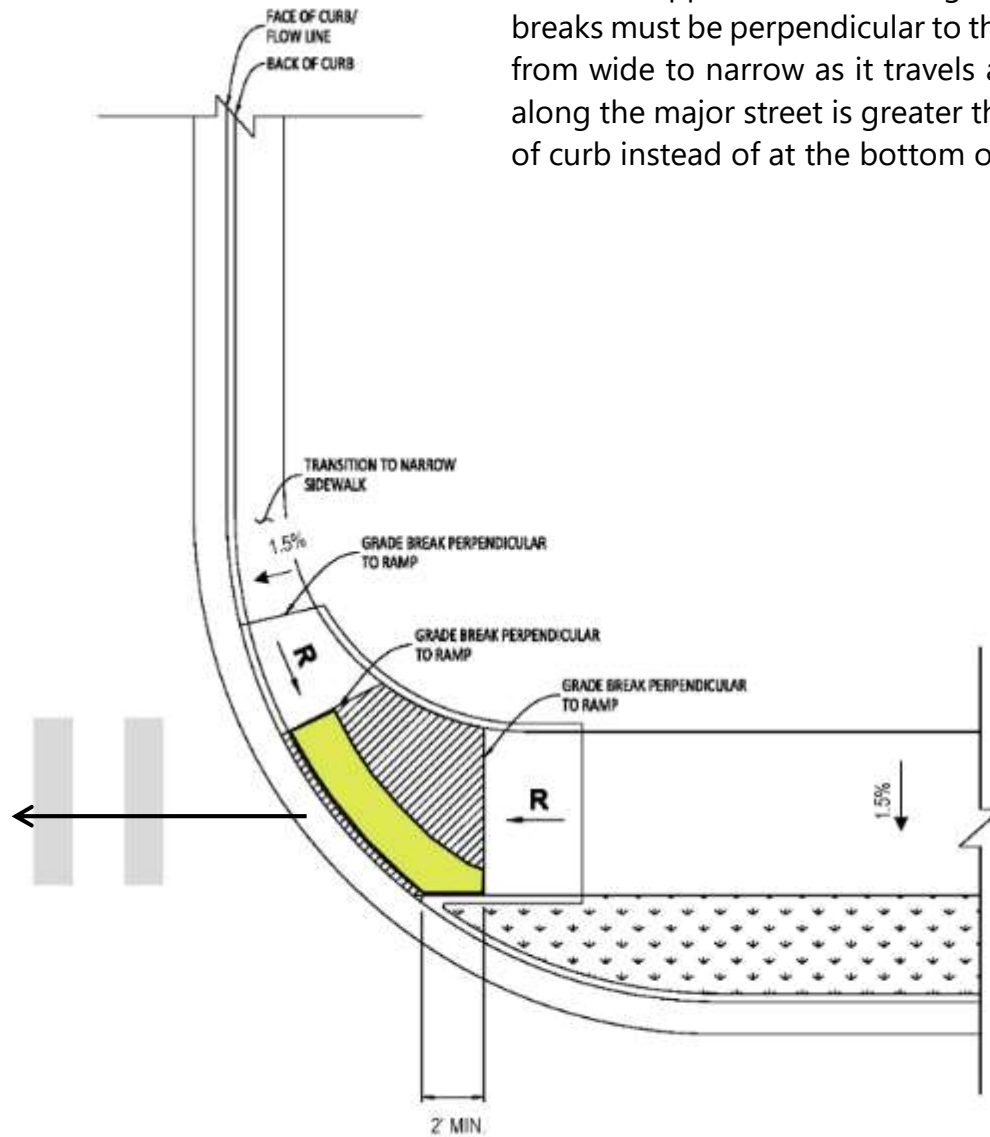 breaks must be perpendicular to th
from wide to narrow as it travels a
along the major street is greater th
of curb instead of at the bottom o
FACE OF CURB/
FLOW LINE
BACK OF CURB
TRANSITION TO NARROW
SIDEWALK
1.5%
GRADE BREAK PERPENDICULAR
TO RAMP
R
GRADE BREAK PERPENDICULAR
TO RAMP
GRADE BREAK PERPENDICULAR
TO RAMP
R
1.5%
2' MIN.